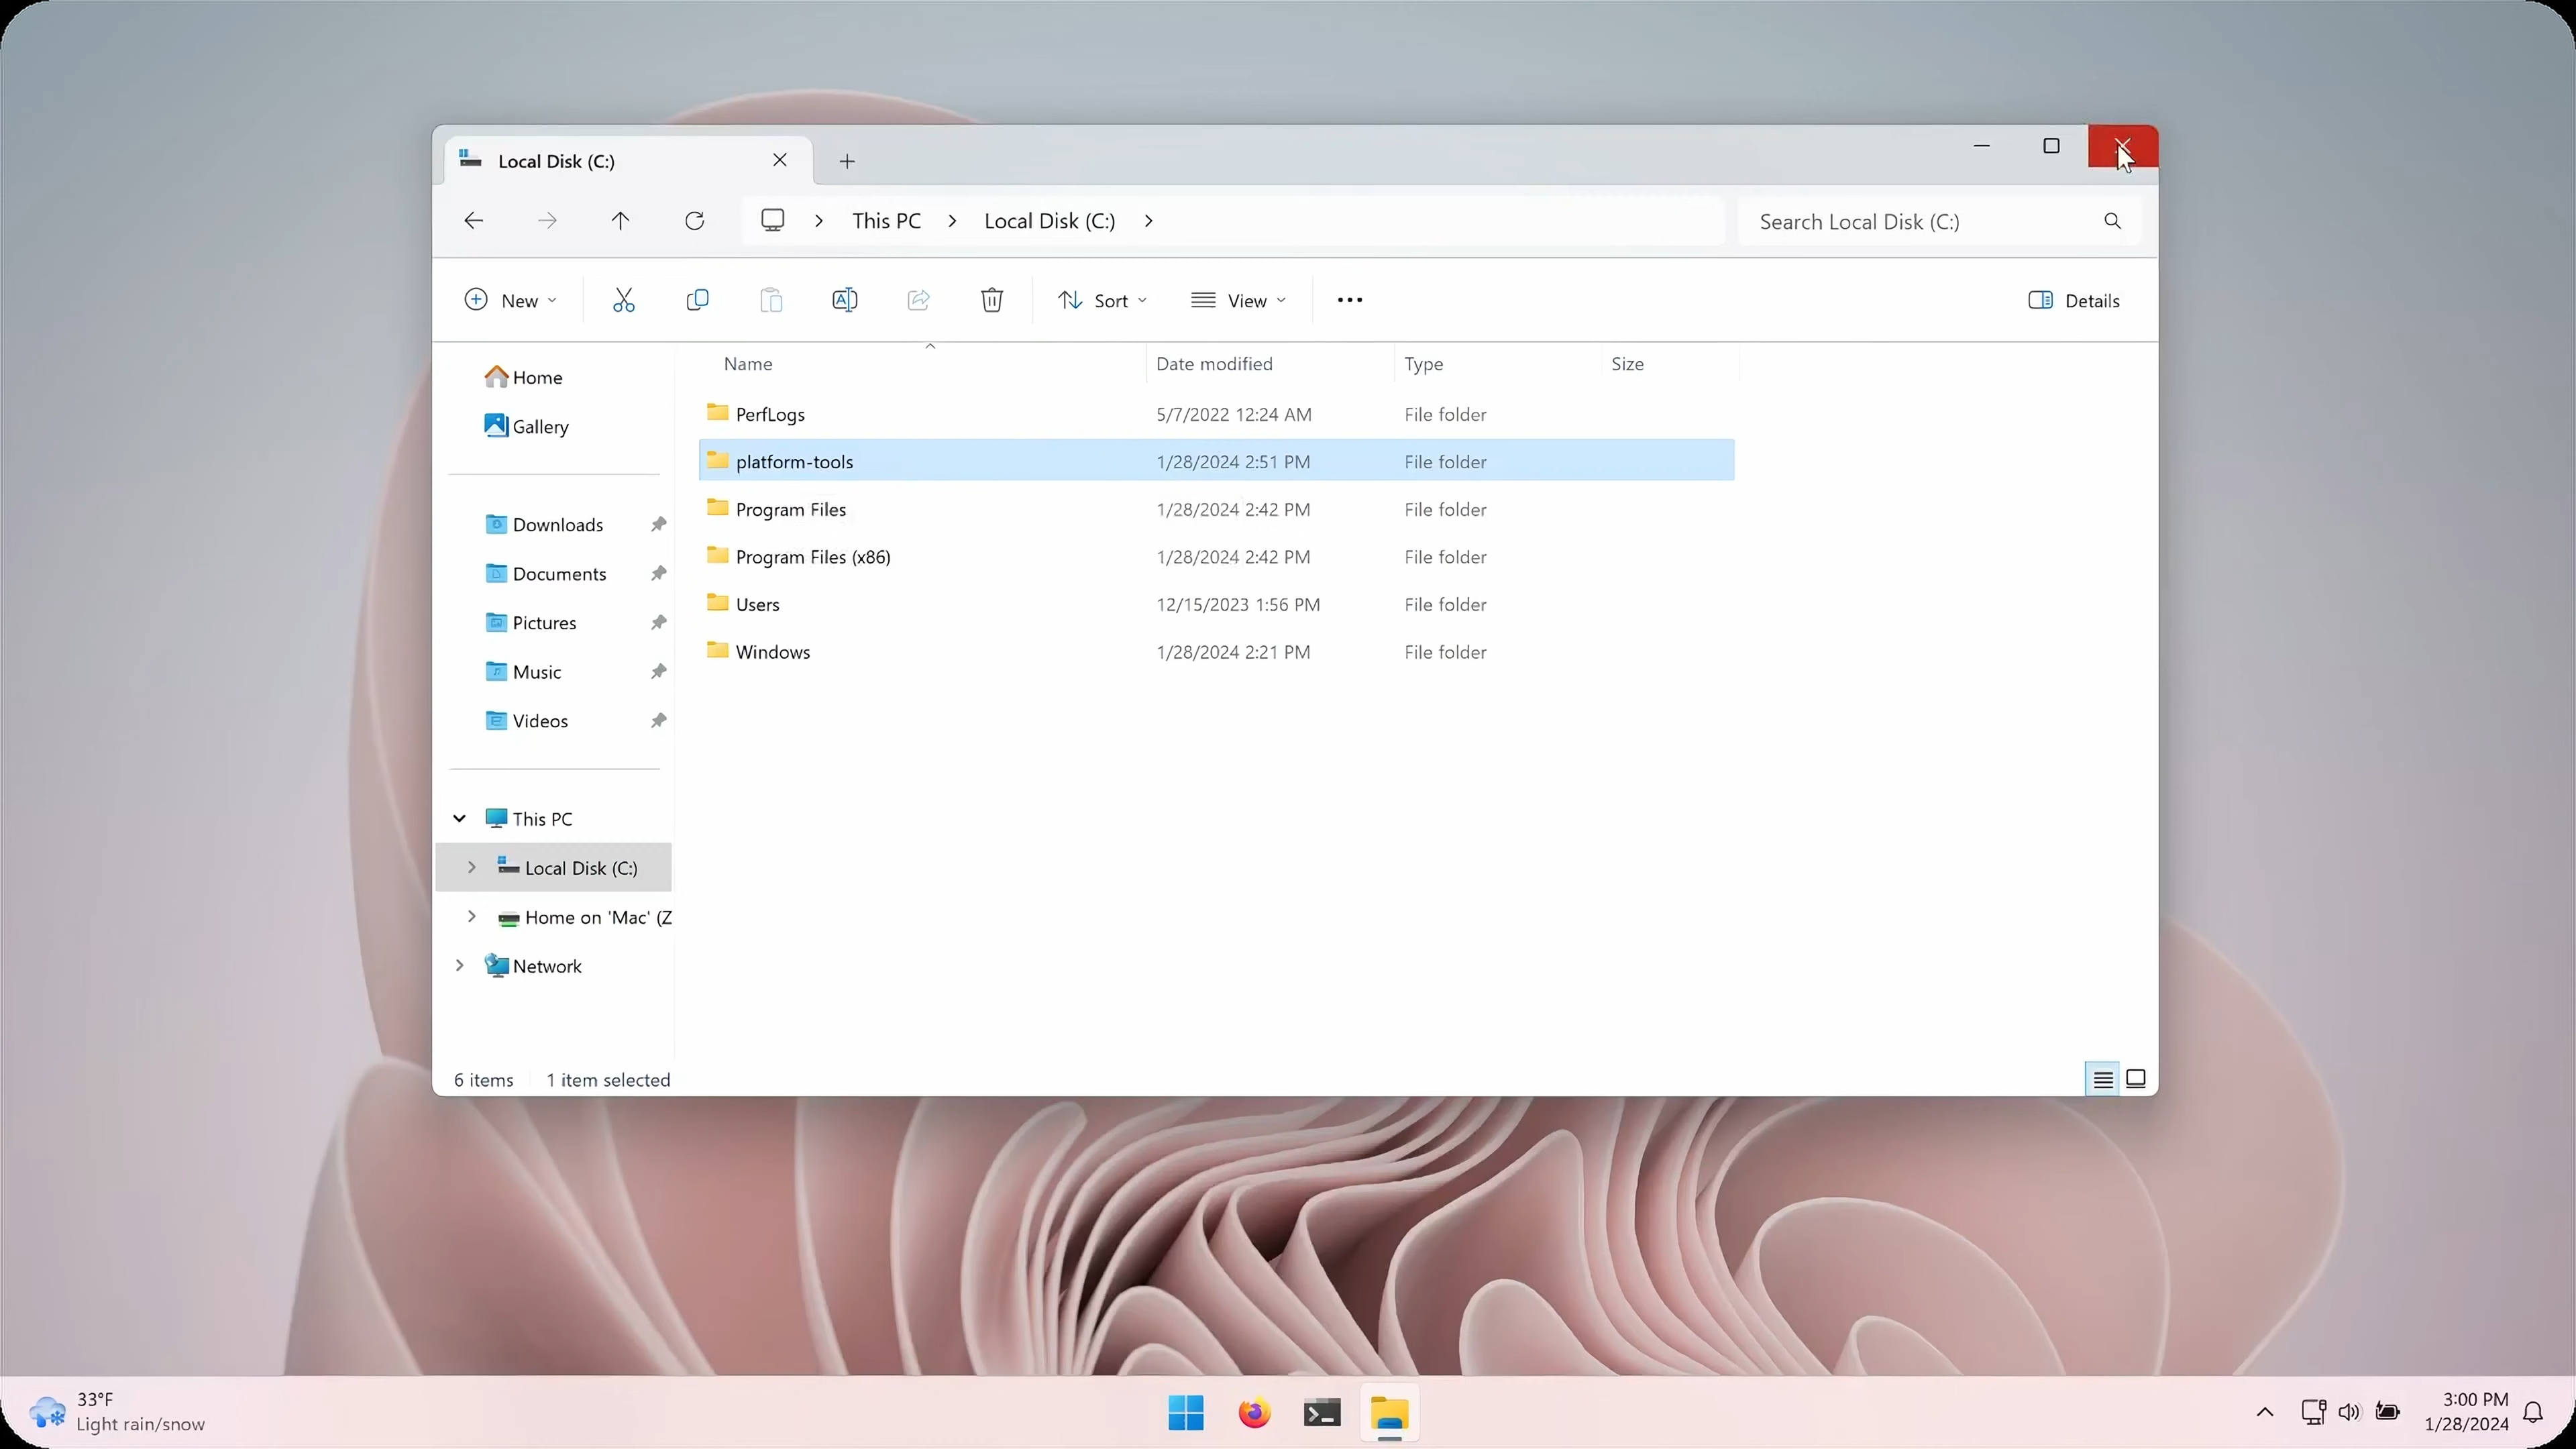 Local Disk (C:)
This PC Local Disk (C:) Search Local Disk (C:)
New Sort View Details
Name Date modified Type Size
Home
Gallery
Downloads
Documents
Pictures
Music
Videos
This PC
Local Disk (C:)
Home on 'Mac' (Z
Network
PerfLogs 5/7/2022 12:24 AM File folder
platform-tools 1/28/2024 2:51 PM File folder
Program Files 1/28/2024 2:42 PM File folder
Program Files (x86) 1/28/2024 2:42 PM File folder
Users 12/15/2023 1:56 PM File folder
Windows 1/28/2024 2:21 PM File folder
6 items 1 item selected
33°F
Light rain/snow
3:00 PM
1/28/2024